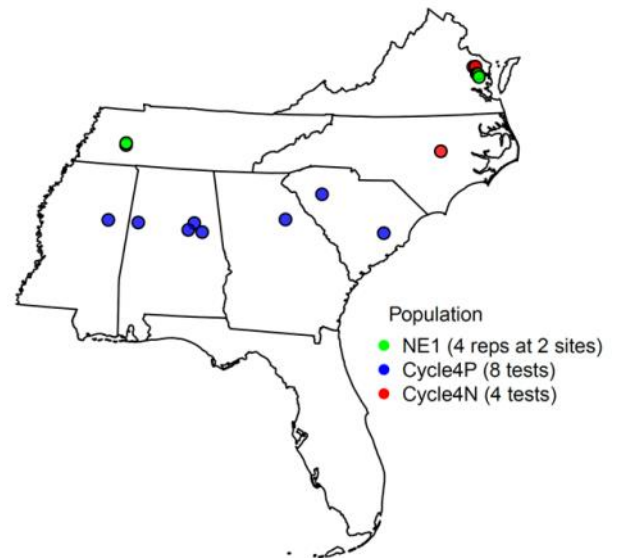 Population
NE1 (4 reps at 2 sites)
Cycle4P (8 tests)
Cycle4N (4 tests)